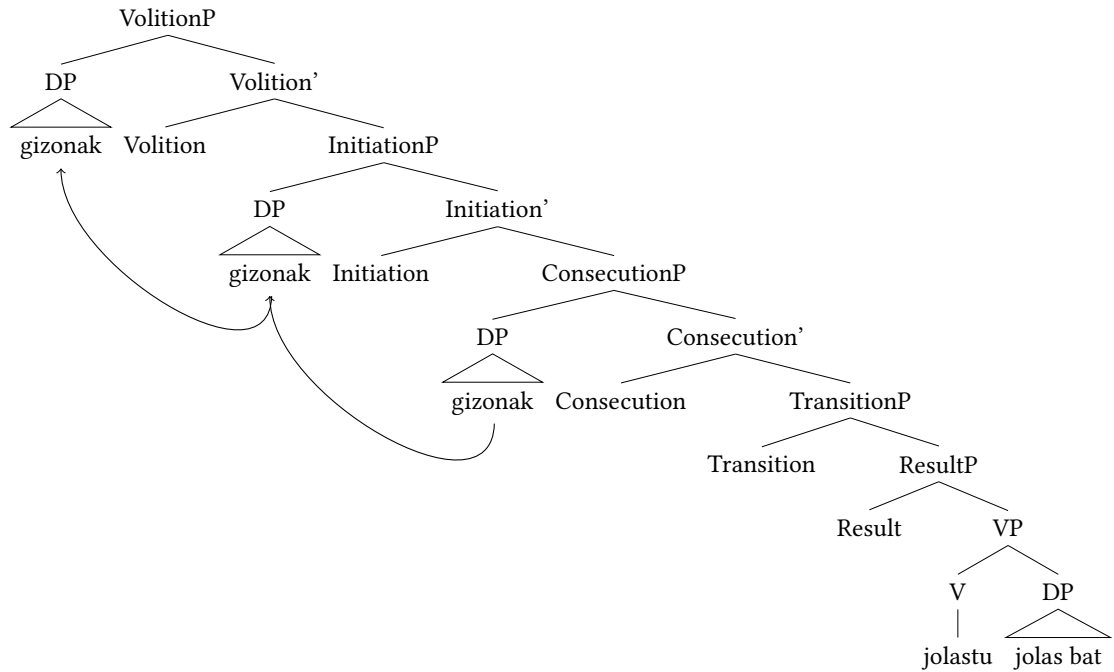 VolitionP
DP Volition’
gizonak Volition InitiationP
DP Initiation’
gizonak Initiation ConsecutionP
DP Consecution’
gizonak Consecution TransitionP
Transition ResultP
Result VP
V DP
jolastu jolas bat